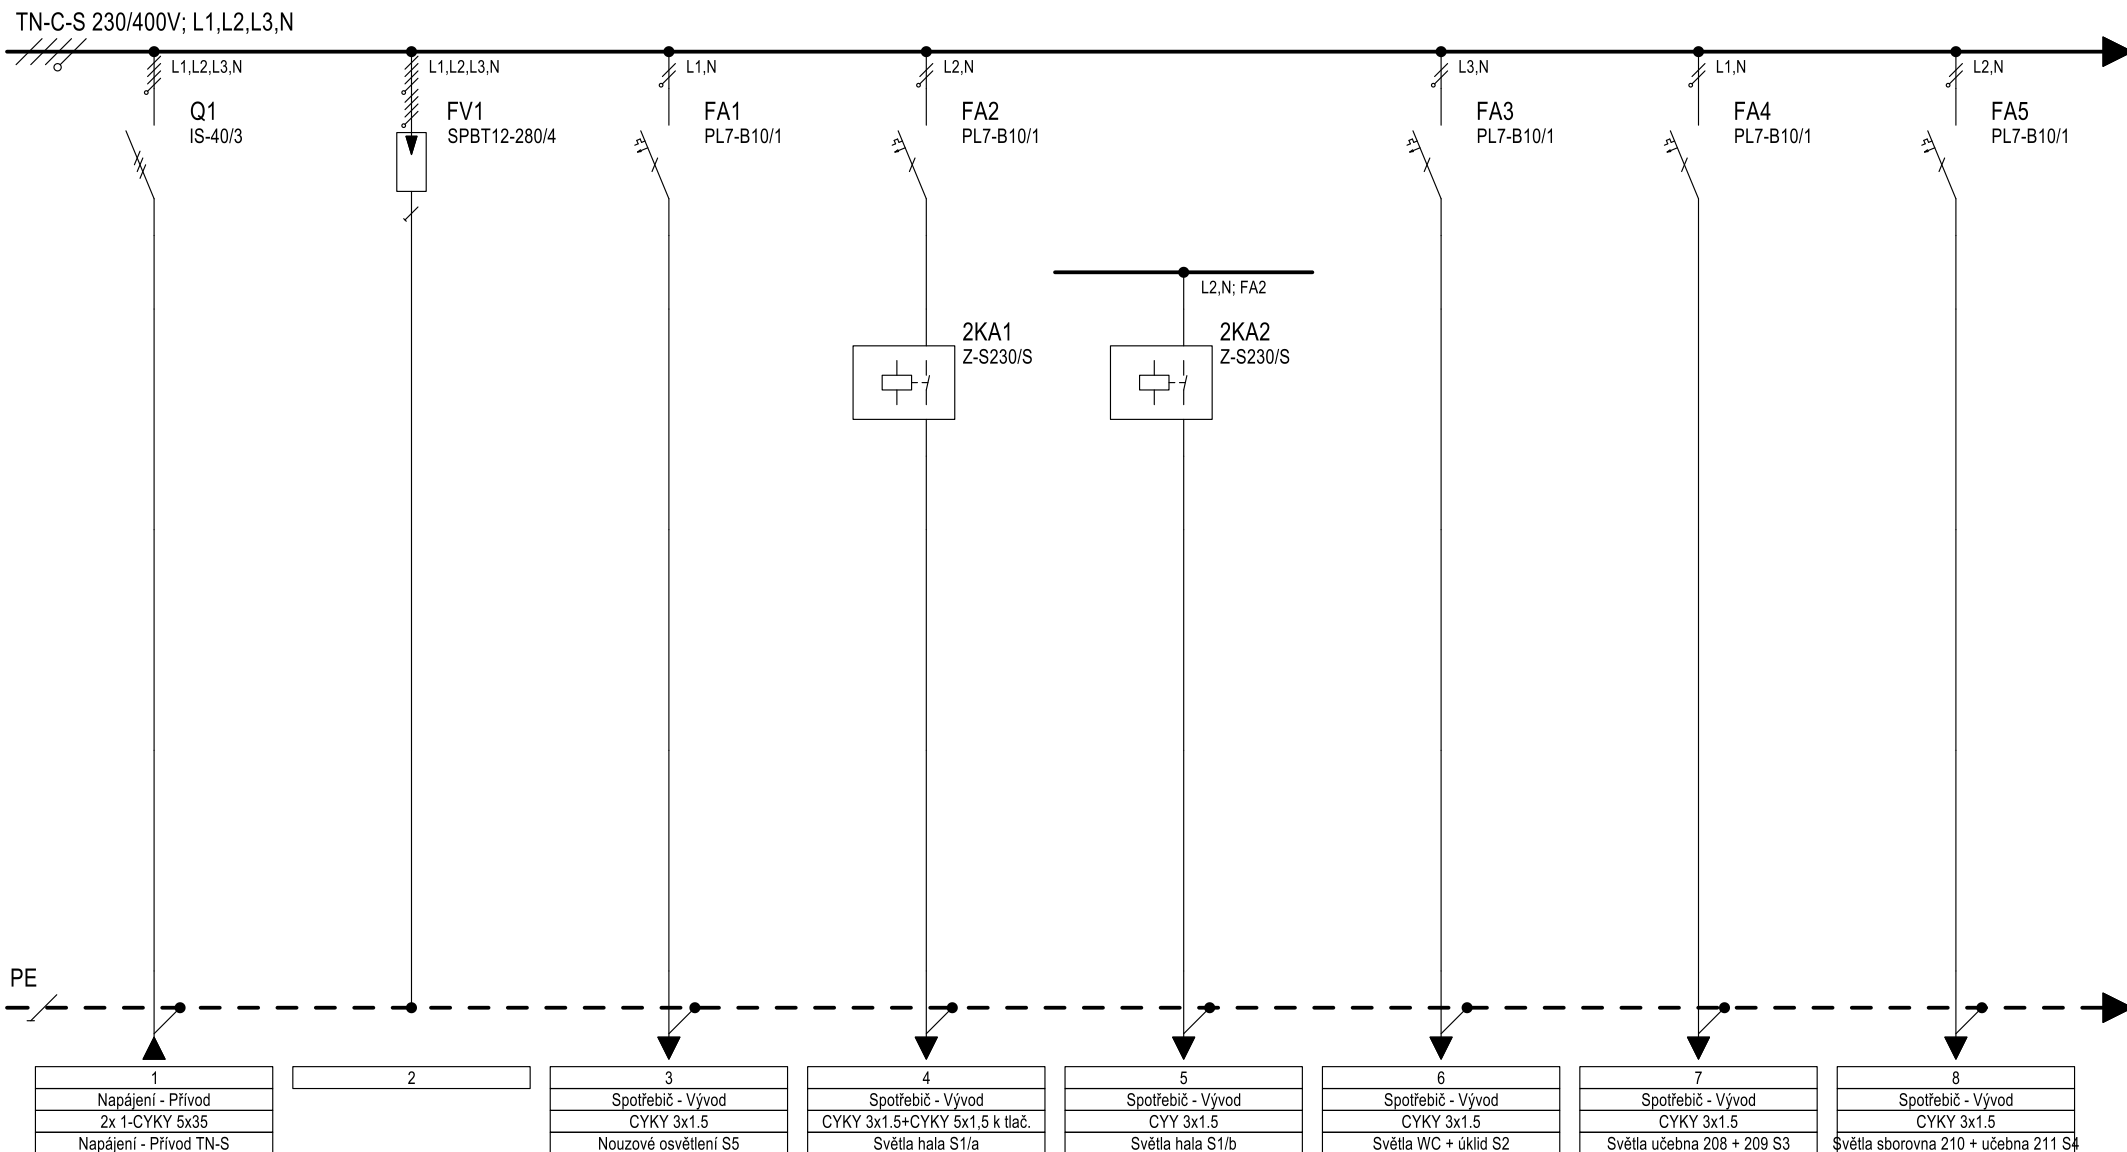 TN-C-S 230/400V; L1,L2,L3,N
L1,L2,L3,N
L1,L2,L3,N
L1,N
L2,N
L3,N
L1,N
L2,N
Q1
IS-40/3
FV1
SPBT12-280/4
FA1
PL7-B10/1
FA2
PL7-B10/1
FA3
PL7-B10/1
FA4
PL7-B10/1
FA5
PL7-B10/1
L2,N; FA2
2KA1
Z-S230/S
2KA2
Z-S230/S
PE
1
Napájení - Přívod
2x 1-CYKY 5x35
Napájení - Přívod TN-S
2
3
Spotřebič - Vývod
CYKY 3x1.5
Nouzové osvětlení S5
4
Spotřebič - Vývod
CYKY 3x1.5+CYKY 5x1,5 k tlač.
Světla hala S1/a
5
Spotřebič - Vývod
CYY 3x1.5
Světla hala S1/b
6
Spotřebič - Vývod
CYKY 3x1.5
Světla WC + úklid S2
7
Spotřebič - Vývod
CYKY 3x1.5
Světla učebna 208 + 209 S3
8
Spotřebič - Vývod
CYKY 3x1.5
Světla sborovna 210 + učebna 211 S4